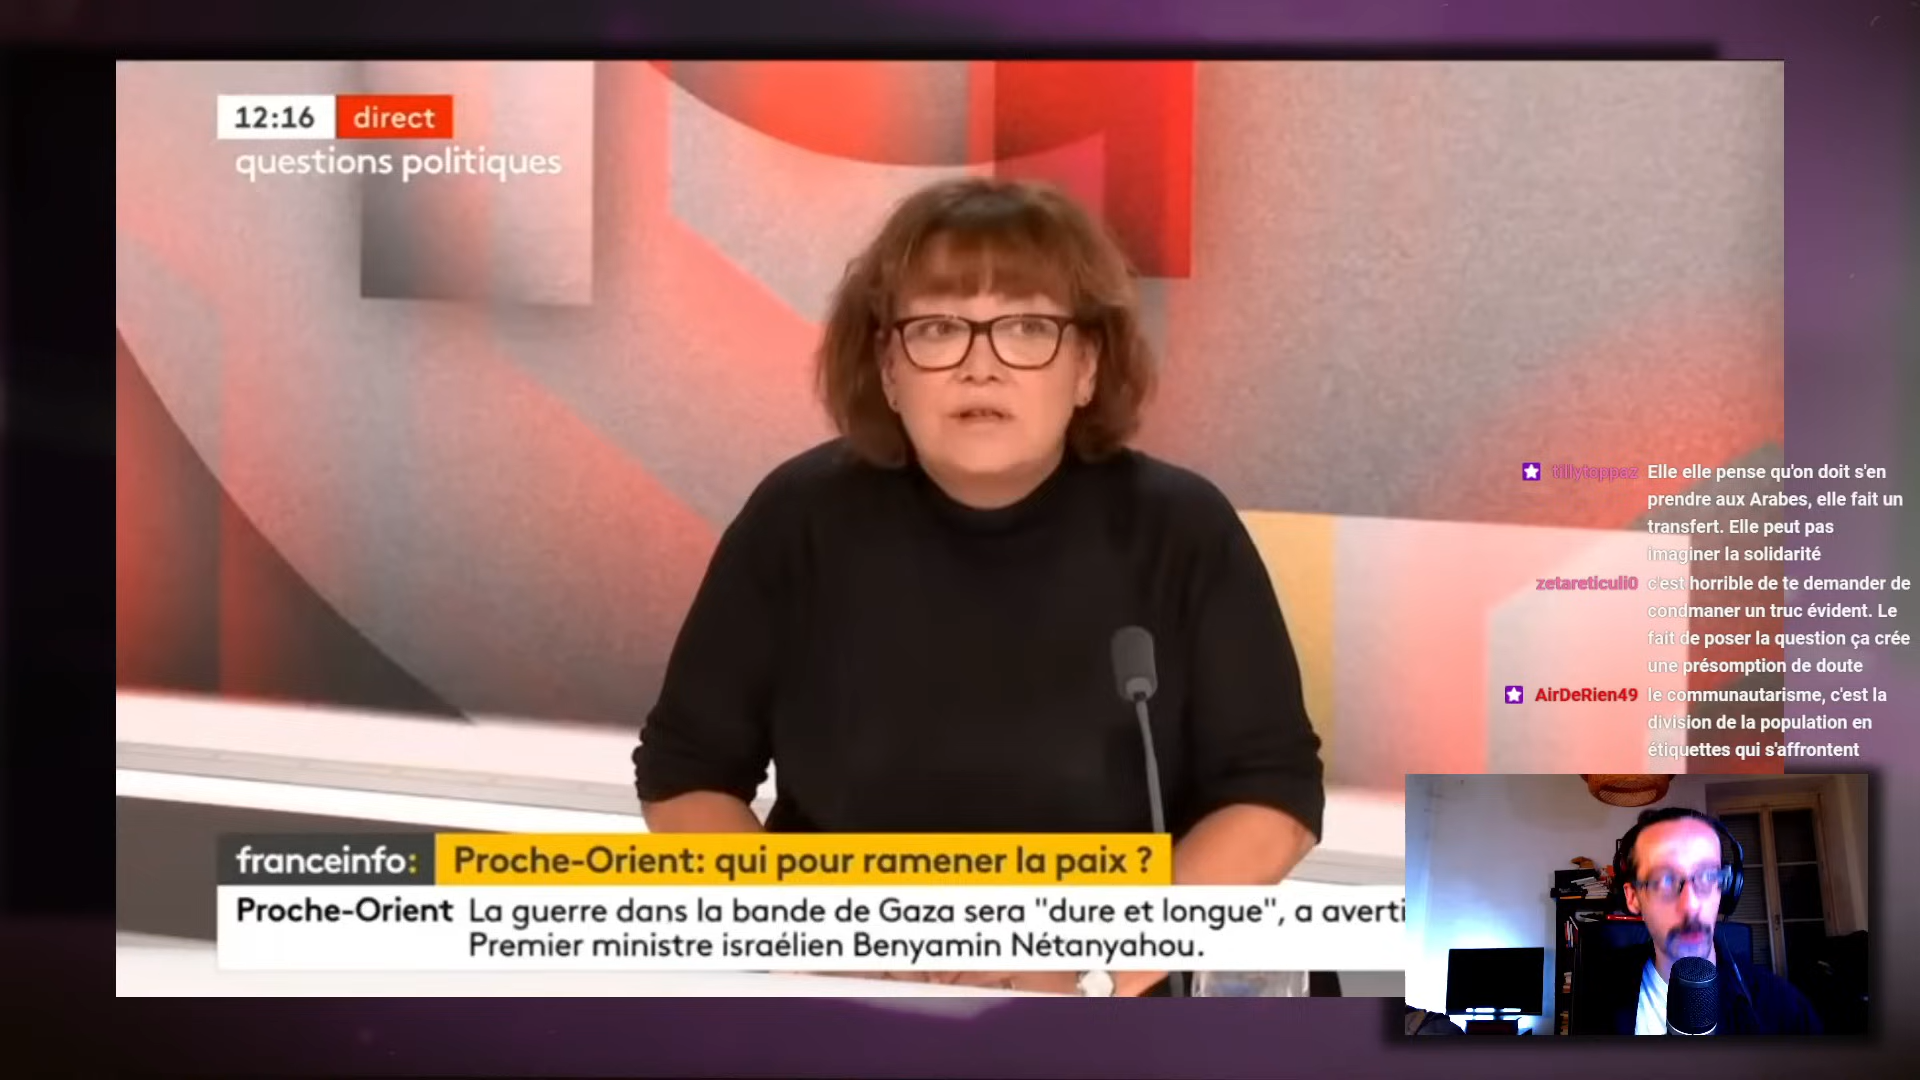 12:16 direct
questions politiques
tillytoppaz Elle elle pense qu'on doit s'en
prendre aux Arabes, elle fait un
transfert. Elle peut pas
imaginer la solidarité
zetareticuli0 c'est horrible de te demander de
condmaner un truc évident. Le
fait de poser la question ça crée
une présomption de doute
AirDeRien49 le communautarisme, c'est la
division de la population en
étiquettes qui s'affrontent
franceinfo: Proche-Orient: qui pour ramener la paix ?
Proche-Orient La guerre dans la bande de Gaza sera "dure et longue", a averti
Premier ministre israélien Benyamin Nétanyahou.